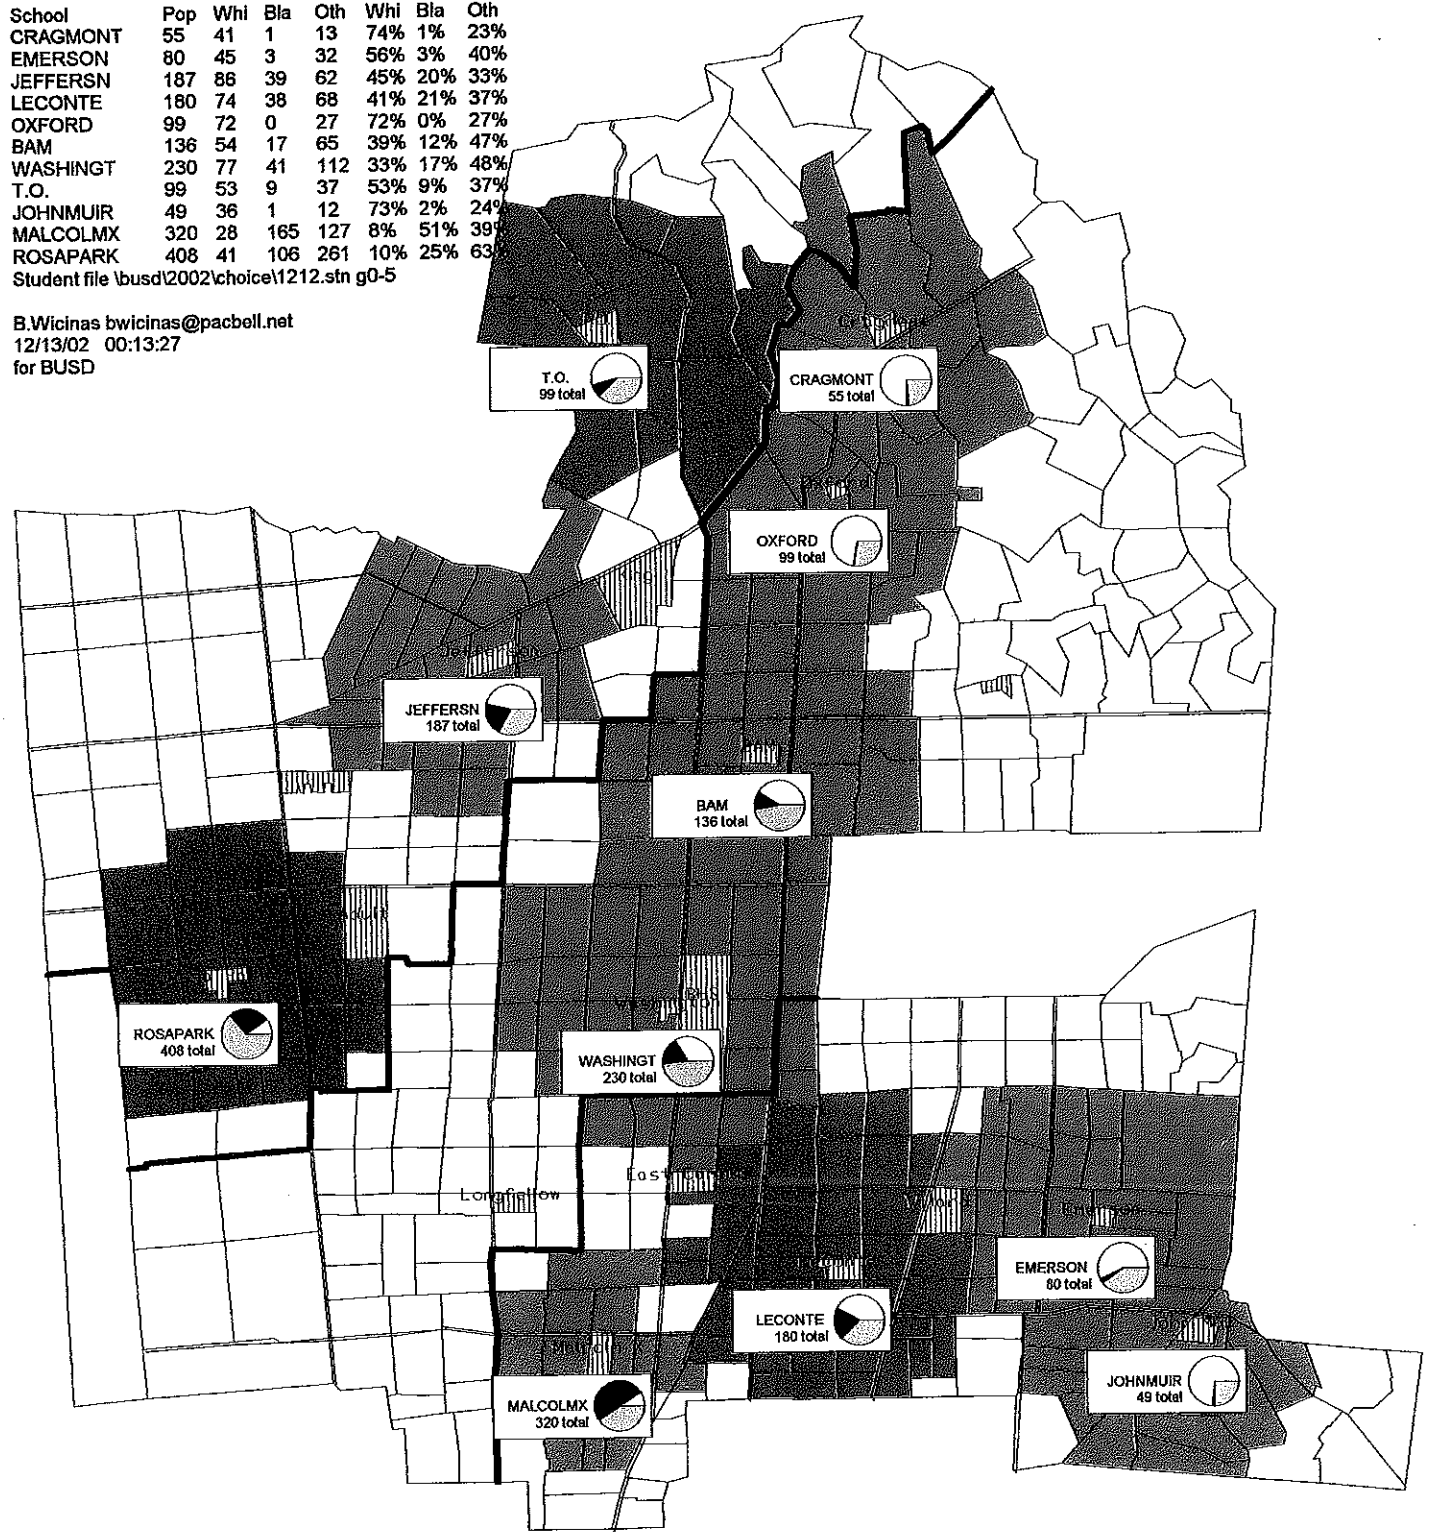 School Pop Whi Bla Oth Whi Bla Oth
CRAGMONT 55 41 1 13 74% 1% 23%
EMERSON 80 45 3 32 56% 3% 40%
JEFFERSN 187 86 39 62 45% 20% 33%
LECONTE 180 74 38 68 41% 21% 37%
OXFORD 99 72 0 27 72% 0% 27%
BAM 136 54 17 65 39% 12% 47%
WASHINGT 230 77 41 112 33% 17% 48%
T.O. 99 53 9 37 53% 9% 37%
JOHNMUIR 49 36 1 12 73% 2% 24%
MALCOLMX 320 28 165 127 8% 51% 39%
ROSAPARK 408 41 106 261 10% 25% 63%
Student file \busd\2002\choice\1212.stn g0-5
B.Wicinas bwicinas@pacbell.net
12/13/02 00:13:27
for BUSD
T.O.
99 total
CRAGMONT
55 total
Oxford
OXFORD
99 total
King
Jefferson
JEFFERSN
187 total
BAM
136 total
Adult
BHS
Washington
ROSAPARK
408 total
WASHINGT
230 total
Longfellow
Emerson
EMERSON
80 total
LECONTE
180 total
JOHNMUIR
49 total
MALCOLMX
320 total